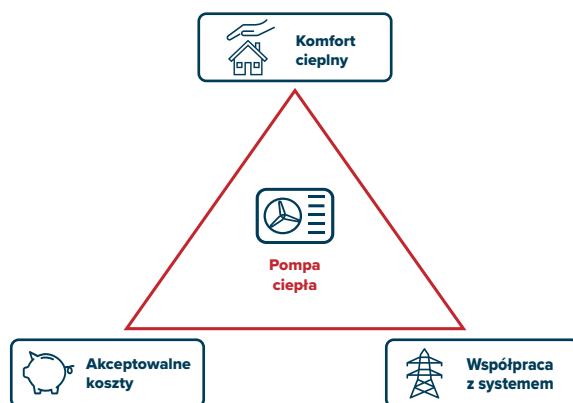 Komfort
cieplny
Pompa
ciepła
Akceptowalne
koszty
Współpraca
z systemem